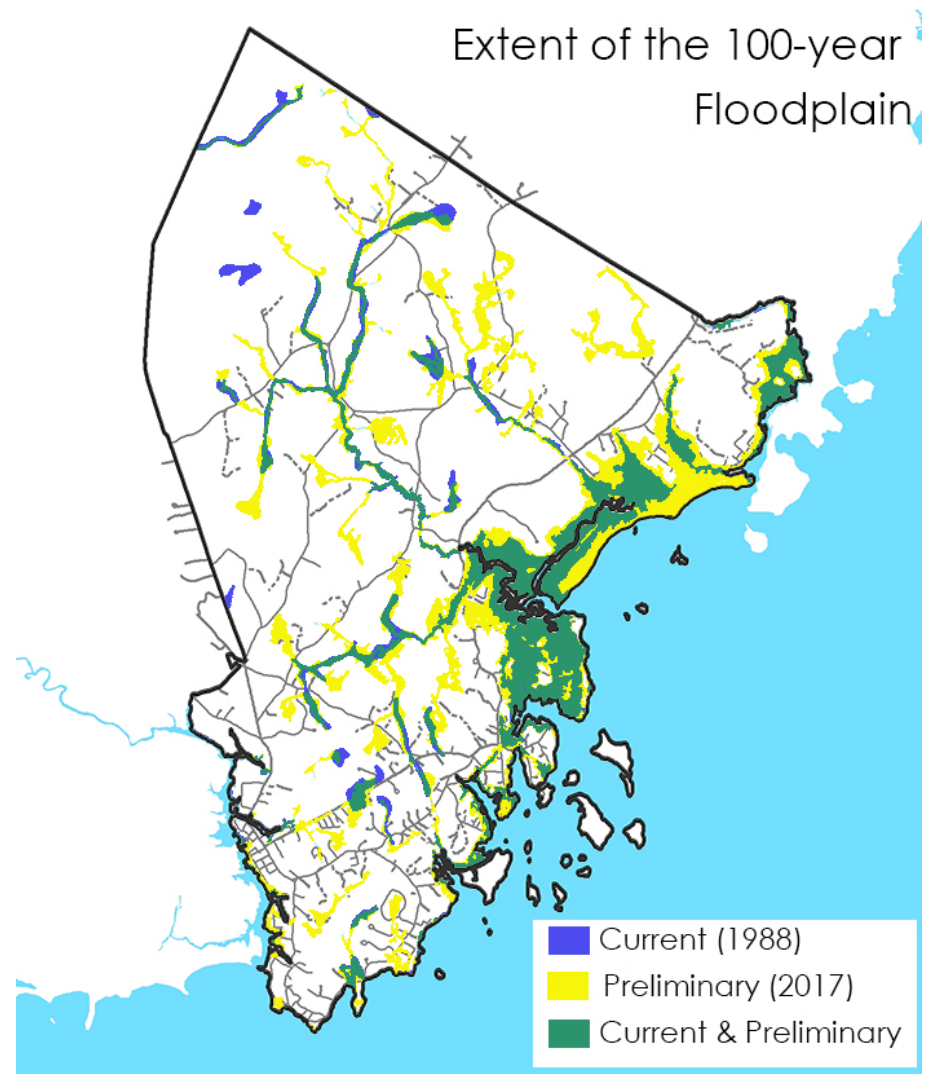 Extent of the 100-year
Floodplain
Current (1988)
Preliminary (2017)
Current & Preliminary